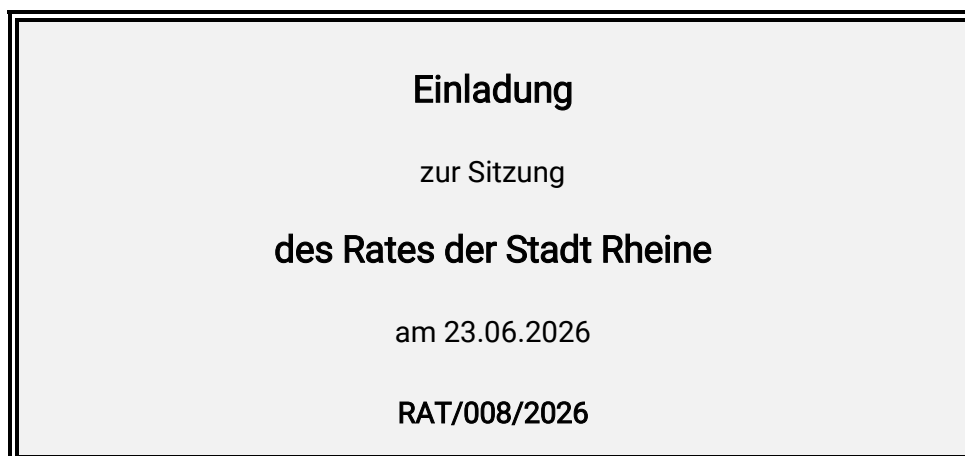 Einladung
zur Sitzung
des Rates der Stadt Rheine
am 23.06.2026
RAT/008/2026